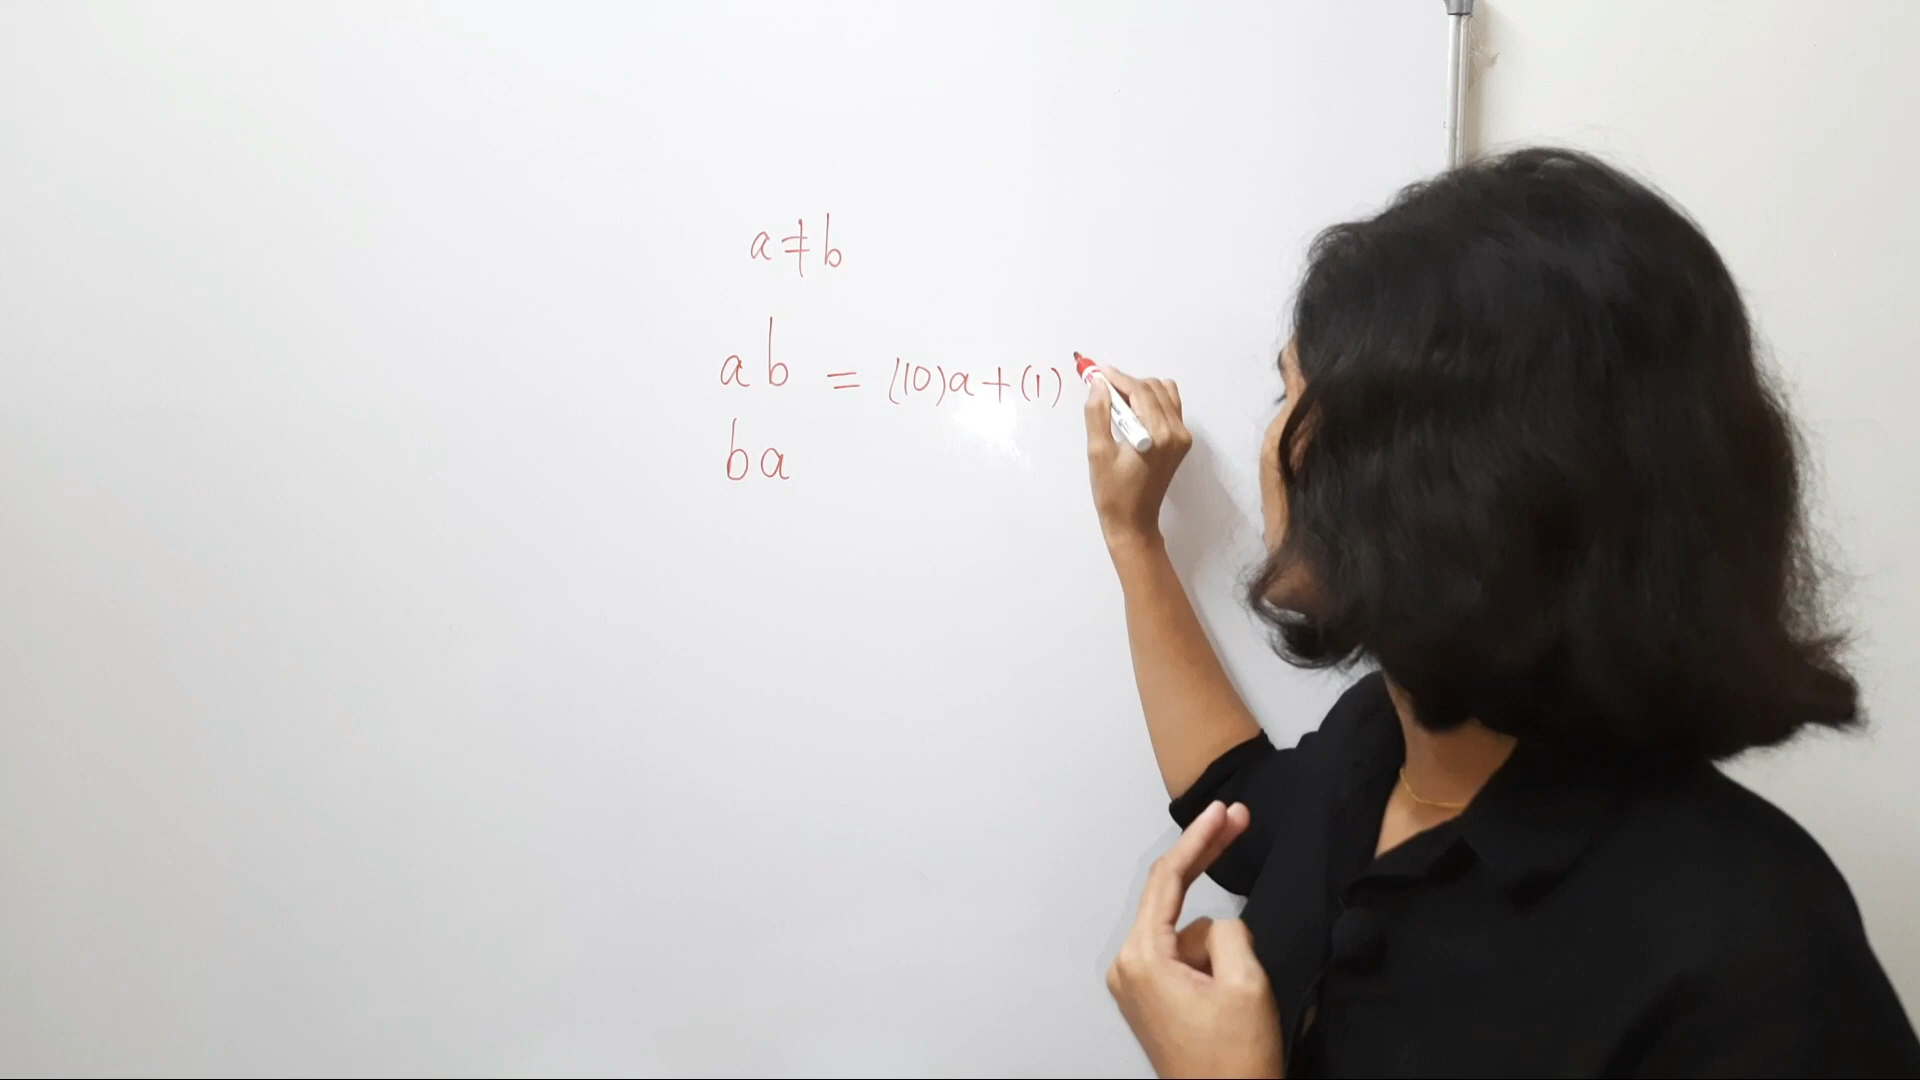 a ≠ b
ab = (10)a + (1)
ba